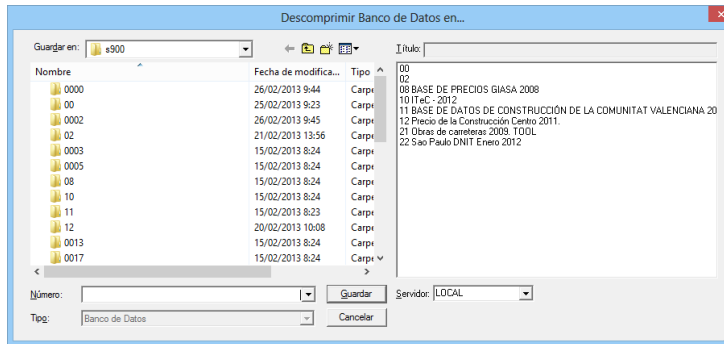 Descomprimir Banco de Datos en...
Guardar en: s900
Título:
Nombre Fecha de modifica... Tipo
0000 26/02/2013 9:44 Carpe
00 25/02/2013 9:23 Carpe
0002 26/02/2013 9:45 Carpe
02 21/02/2013 13:56 Carpe
0003 15/02/2013 8:24 Carpe
0005 15/02/2013 8:24 Carpe
08 15/02/2013 8:24 Carpe
10 15/02/2013 8:24 Carpe
11 15/02/2013 8:23 Carpe
12 20/02/2013 10:08 Carpe
0013 15/02/2013 8:24 Carpe
0017 15/02/2013 8:24 Carpe
00
02
08 BASE DE PRECIOS GIASA 2008
10 ITeC - 2012
11 BASE DE DATOS DE CONSTRUCCIÓN DE LA COMUNITAT VALENCIANA 20
12 Precio de la Construcción Centro 2011.
21 Obras de carreteras 2009. TOOL
22 Sao Paulo DNIT Enero 2012
Número: Guardar
Servidor: LOCAL
Tipo: Banco de Datos Cancelar